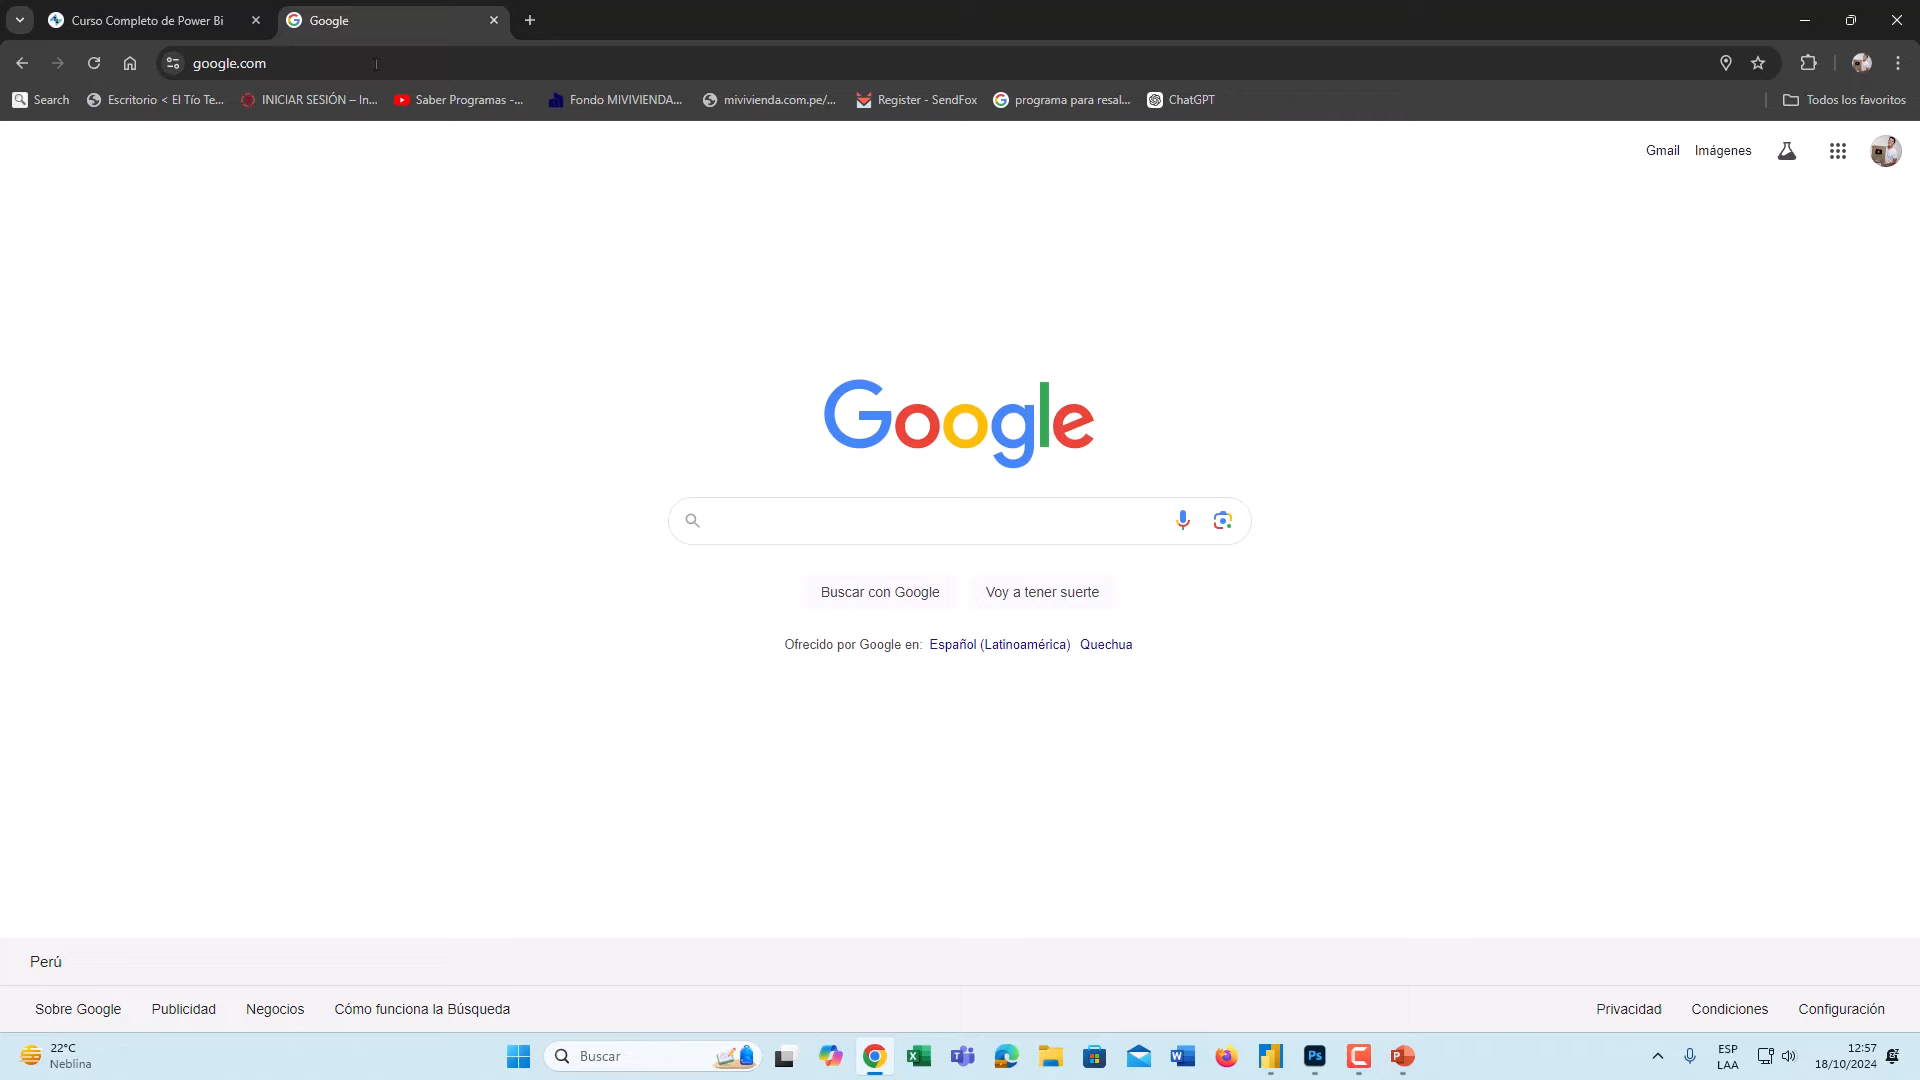 Curso Completo de Power Bi
Google
google.com
Search
Escritorio < El Tío Te...
INICIAR SESIÓN – In...
Saber Programas -...
Fondo MIVIVIENDA...
mivivienda.com.pe/...
Register - SendFox
programa para resal...
ChatGPT
Todos los favoritos
Gmail
Imágenes
Google
Buscar con Google
Voy a tener suerte
Ofrecido por Google en: Español (Latinoamérica) Quechua
Perú
Sobre Google
Publicidad
Negocios
Cómo funciona la Búsqueda
Privacidad
Condiciones
Configuración
22°C
Neblina
Buscar
Ps
ESP
LAA
12:57
18/10/2024